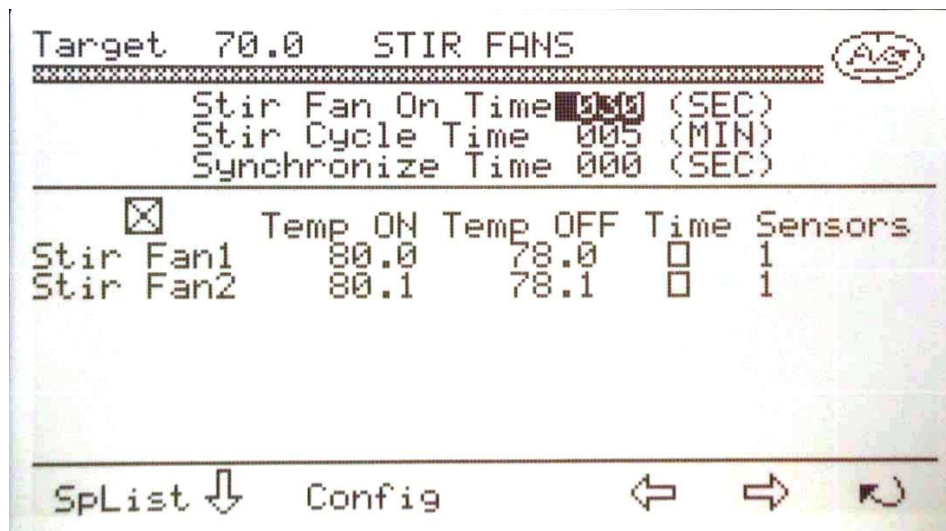 Target 70.0 STIR FANS AVS
Stir Fan On Time 030 (SEC)
Stir Cycle Time 005 (MIN)
Synchronize Time 000 (SEC)
Temp ON Temp OFF Time Sensors
Stir Fan1 80.0 78.0 1
Stir Fan2 80.1 78.1 1
SpList Config